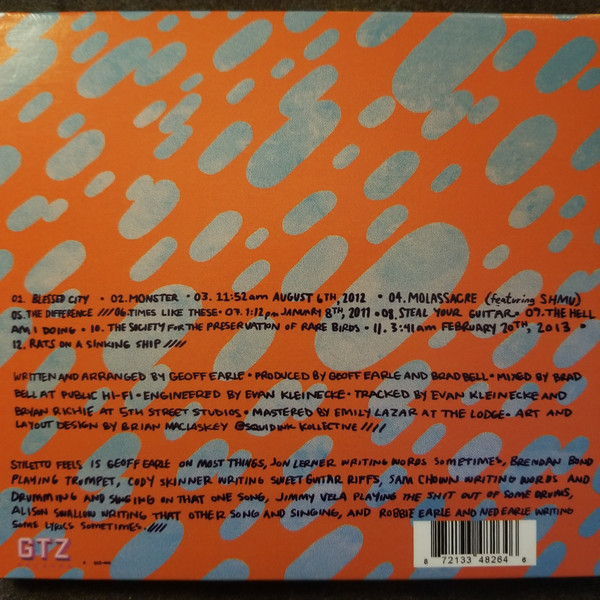 01. BLESSED CITY • 02. MONSTER • 03. 11:52am AUGUST 6TH, 2012 • 04. MOLASSACRE (featuring SHMU)
05. THE DIFFERENCE //// 06. TIMES LIKE THESE • 07. 1:12pm JANUARY 8TH, 2011 • 08. STEAL YOUR GUITAR • 09. THE HELL
AM I DOING • 10. THE SOCIETY FOR THE PRESERVATION OF RARE BIRDS • 11. 3:41am FEBRUARY 20TH, 2013 •
12. RATS ON A SINKING SHIP ////
WRITTEN AND ARRANGED BY GEOFF EARLE • PRODUCED BY GEOFF EARLE AND BRAD BELL • MIXED BY BRAD
BELL AT PUBLIC HI-FI • ENGINEERED BY EVAN KLEINECKE • TRACKED BY EVAN KLEINECKE AND
BRYAN RICHIE AT 5TH STREET STUDIOS • MASTERED BY EMILY LAZAR AT THE LODGE • ART AND
LAYOUT DESIGN BY BRIAN MACLASKEY @SQUIDINK KOLLECTIVE ////
STILETTO FEELS IS GEOFF EARLE ON MOST THINGS, JON LERNER WRITING WORDS SOMETIMES, BRENDAN BOND
PLAYING TRUMPET, CODY SKINNER WRITING SWEET GUITAR RIFFS, SAM CHOWN WRITING WORDS AND
DRUMMING AND SINGING ON THAT ONE SONG, JIMMY VELA PLAYING THE SHIT OUT OF SOME DRUMS,
ALISON SWALLOW WRITING THAT OTHER SONG AND SINGING, AND ROBBIE EARLE AND NED EARLE WRITING
SOME LYRICS SOMETIMES. ////
GTZ
8 72133 48264 6